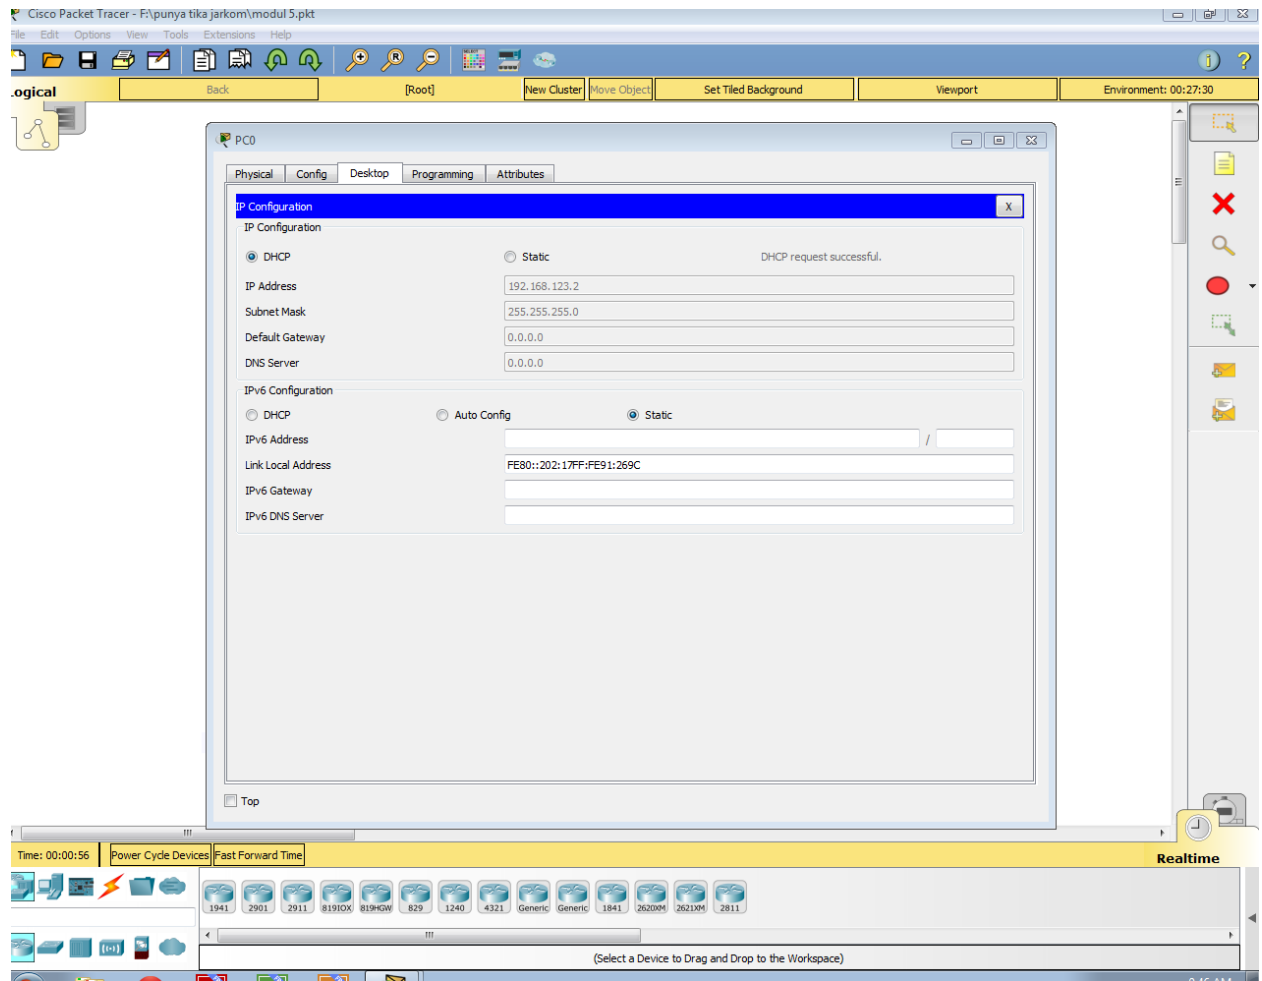 Cisco Packet Tracer - F:\punya tika jarkom\modul 5.pkt
File Edit Options View Tools Extensions Help
Logical Back [Root] New Cluster Move Object Set Tiled Background Viewport Environment: 00:27:30
PC0
Physical Config Desktop Programming Attributes
IP Configuration X
IP Configuration
DHCP Static DHCP request successful.
IP Address 192.168.123.2
Subnet Mask 255.255.255.0
Default Gateway 0.0.0.0
DNS Server 0.0.0.0
IPv6 Configuration
DHCP Auto Config Static
IPv6 Address /
Link Local Address FE80::202:17FF:FE91:269C
IPv6 Gateway
IPv6 DNS Server
Top
Time: 00:00:56 Power Cycle Devices Fast Forward Time Realtime
1941 2901 2911 819IOX 819HGW 829 1240 4321 Generic Generic 1841 2620XM 2621XM 2811
(Select a Device to Drag and Drop to the Workspace)